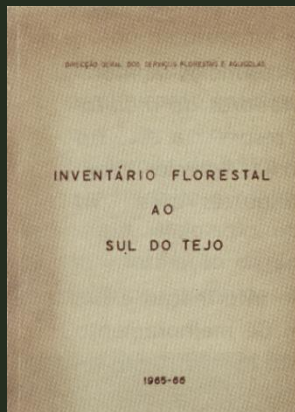 DIRECÇÃO GERAL DOS SERVIÇOS FLORESTAIS E AQUÍCOLAS
INVENTÁRIO FLORESTAL
AO
SUL DO TEJO
1965-66